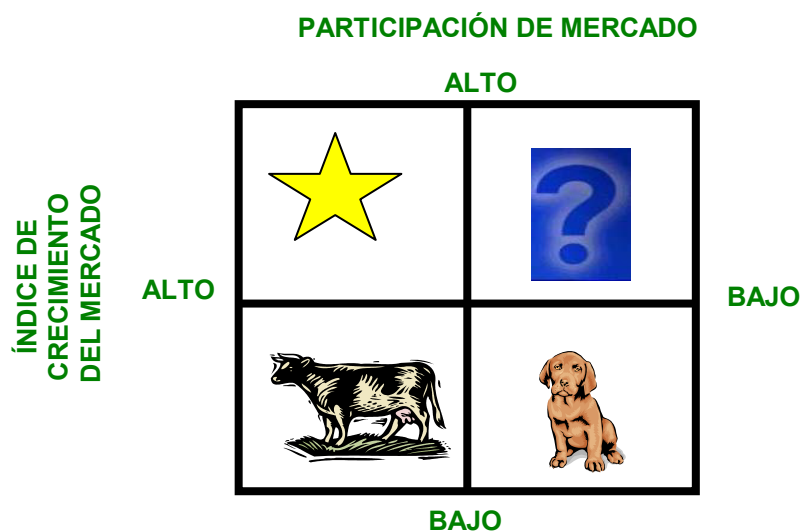 PARTICIPACIÓN DE MERCADO
ALTO
ÍNDICE DE
CRECIMIENTO
DEL MERCADO
ALTO
?
BAJO
BAJO